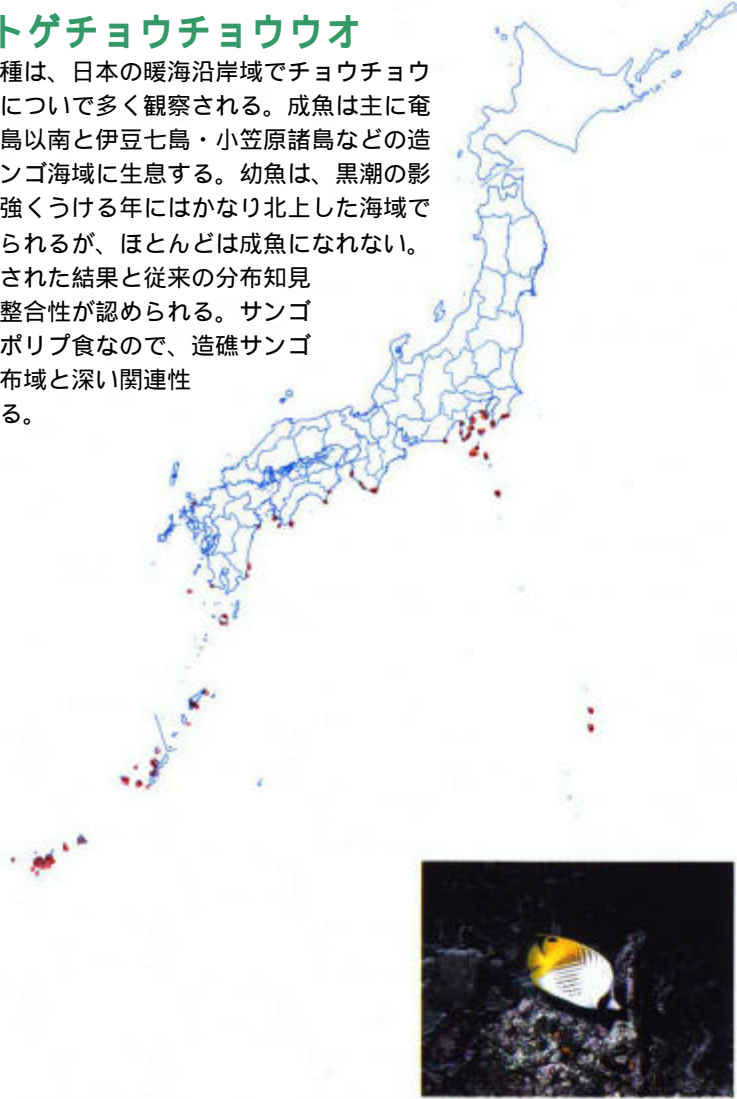 トゲチョウチョウウオ
種は、日本の暖海沿岸域でチョウチョウ
についで多く観察される。成魚は主に奄
島以南と伊豆七島・小笠原諸島などの造
ンゴ海域に生息する。幼魚は、黒潮の影
強くうける年にはかなり北上した海域で
られるが、ほとんどは成魚になれない。
された結果と従来の分布知見
整合性が認められる。サンゴ
ポリプ食なので、造礁サンゴ
布域と深い関連性
る。